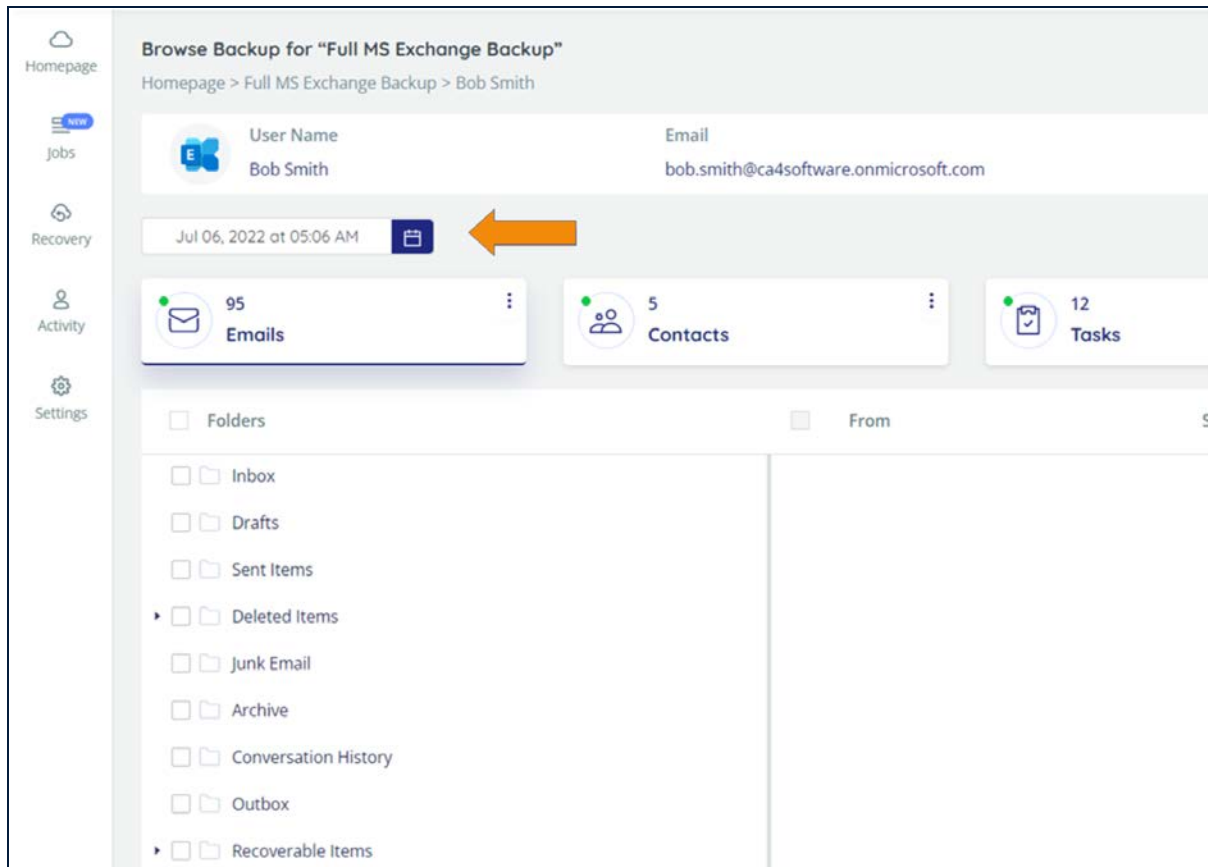 Homepage
NEW
Jobs
Recovery
Activity
Settings
Browse Backup for “Full MS Exchange Backup”
Homepage > Full MS Exchange Backup > Bob Smith
E
User Name
Email
Bob Smith
bob.smith@ca4software.onmicrosoft.com
Jul 06, 2022 at 05:06 AM
95
Emails
5
Contacts
12
Tasks
Folders
From
S
Inbox
Drafts
Sent Items
Deleted Items
Junk Email
Archive
Conversation History
Outbox
Recoverable Items